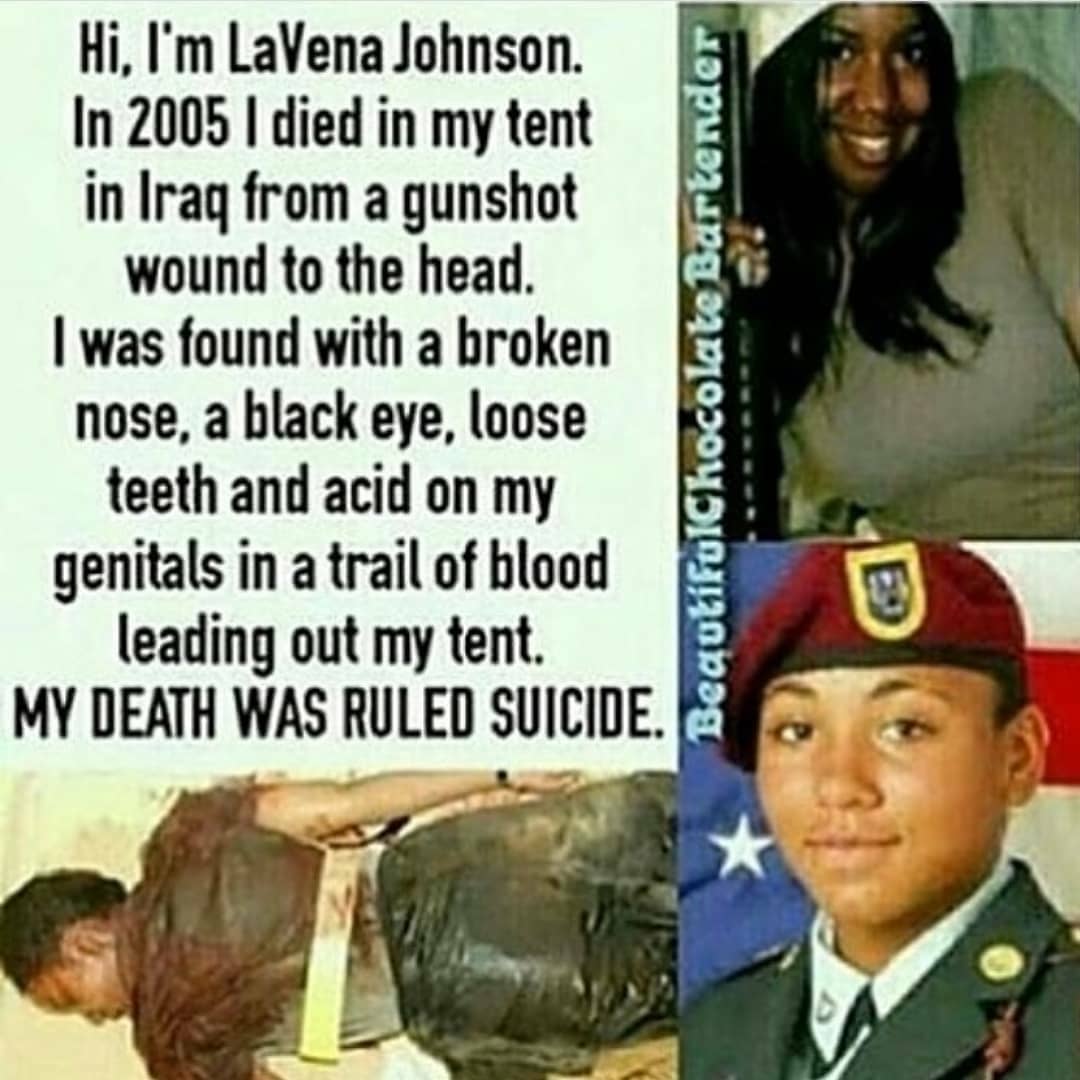 Hi, I'm LaVena Johnson.
In 2005 I died in my tent
in Iraq from a gunshot
wound to the head.
I was found with a broken
nose, a black eye, loose
teeth and acid on my
genitals in a trail of blood
leading out my tent.
MY DEATH WAS RULED SUICIDE.
BeautifulChocolateBartender